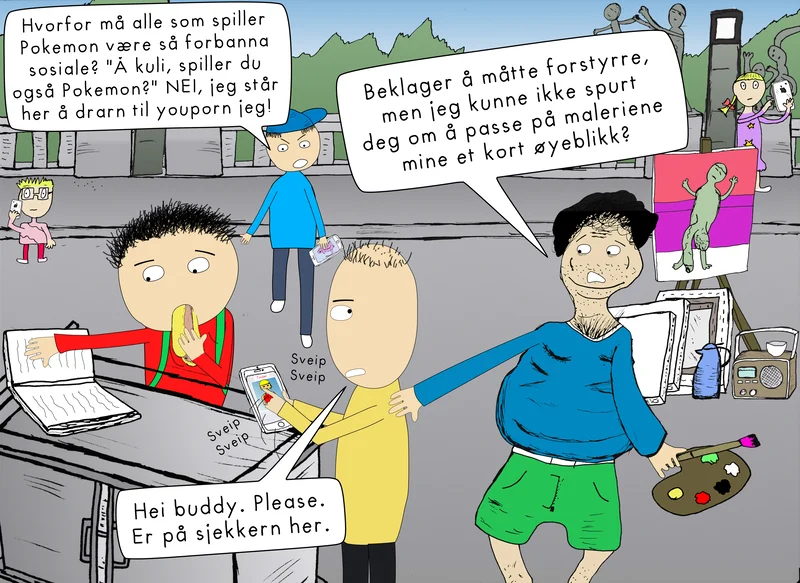 Hvorfor må alle som spiller
Pokemon være så forbanna
sosiale? "Å kuli, spiller du
også Pokemon?" NEI, jeg står
her å drarn til youporn jeg!
Beklager å måtte forstyrre,
men jeg kunne ikke spurt
deg om å passe på maleriene
mine et kort øyeblikk?
Sveip
Sveip
Sveip
Sveip
Hei buddy. Please.
Er på sjekkern her.